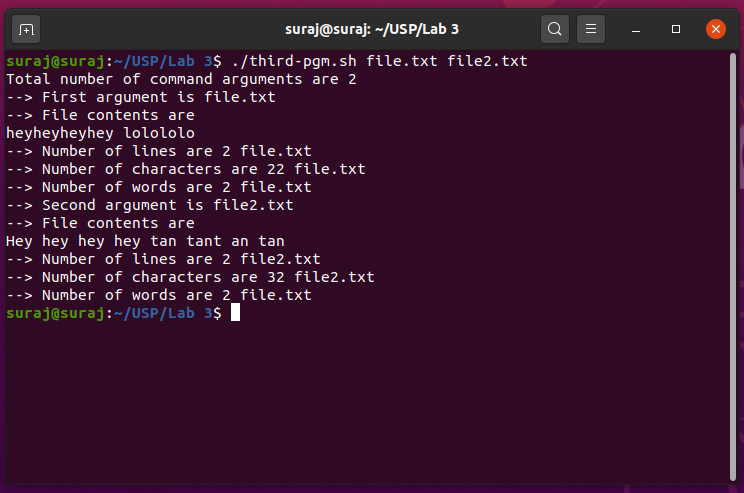 suraj@suraj: ~/USP/Lab 3
suraj@suraj:~/USP/Lab 3$ ./third-pgm.sh file.txt file2.txt
Total number of command arguments are 2
--> First argument is file.txt
--> File contents are
heyheyheyhey lolololo
--> Number of lines are 2 file.txt
--> Number of characters are 22 file.txt
--> Number of words are 2 file.txt
--> Second argument is file2.txt
--> File contents are
Hey hey hey hey tan tant an tan
--> Number of lines are 2 file2.txt
--> Number of characters are 32 file2.txt
--> Number of words are 2 file.txt
suraj@suraj:~/USP/Lab 3$